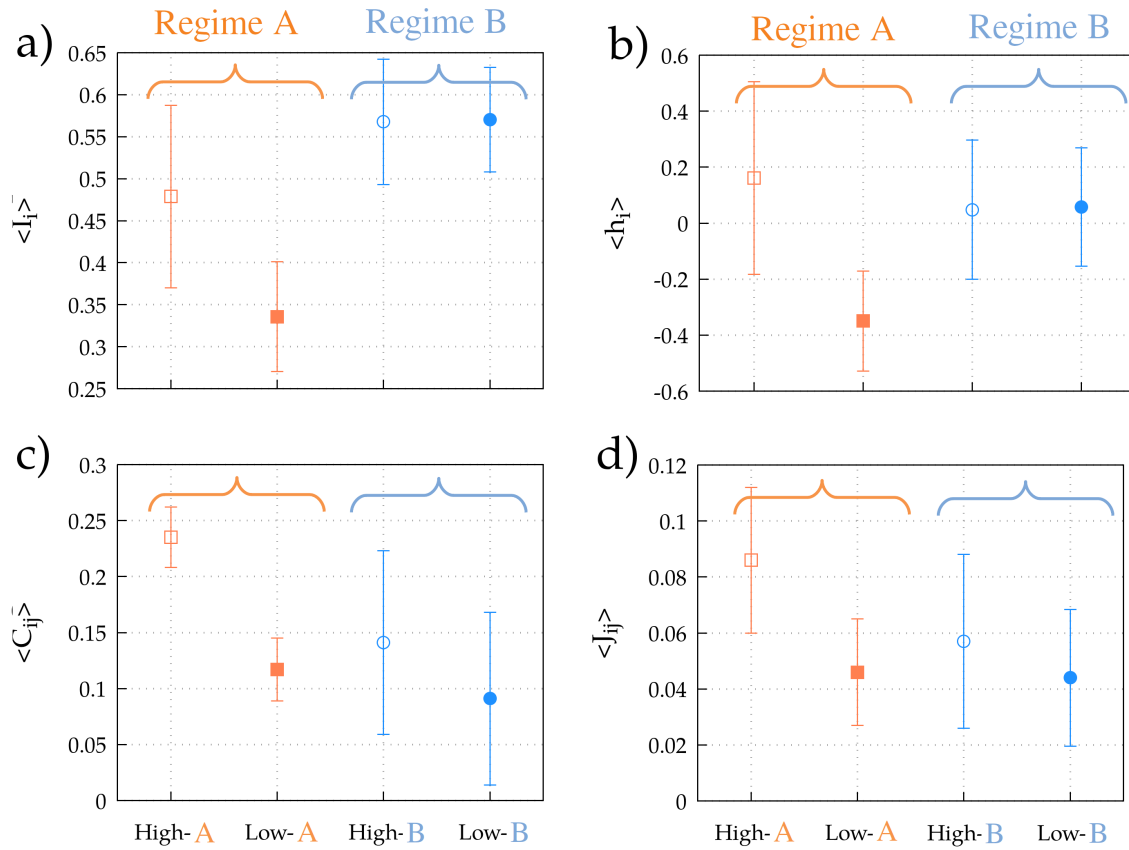 a)
Regime A
Regime B
0.65
0.6
0.55
0.5
0.45
0.4
0.35
0.3
0.25
<I_i>¯
b)
Regime A
Regime B
0.6
0.4
0.2
0
-0.2
-0.4
-0.6
<h_i>
c)
0.3
0.25
0.2
0.15
0.1
0.05
0
<C_ij>¯
High-A
Low-A
High-B
Low-B
d)
0.12
0.1
0.08
0.06
0.04
0.02
0
<J_ij>
High-A
Low-A
High-B
Low-B